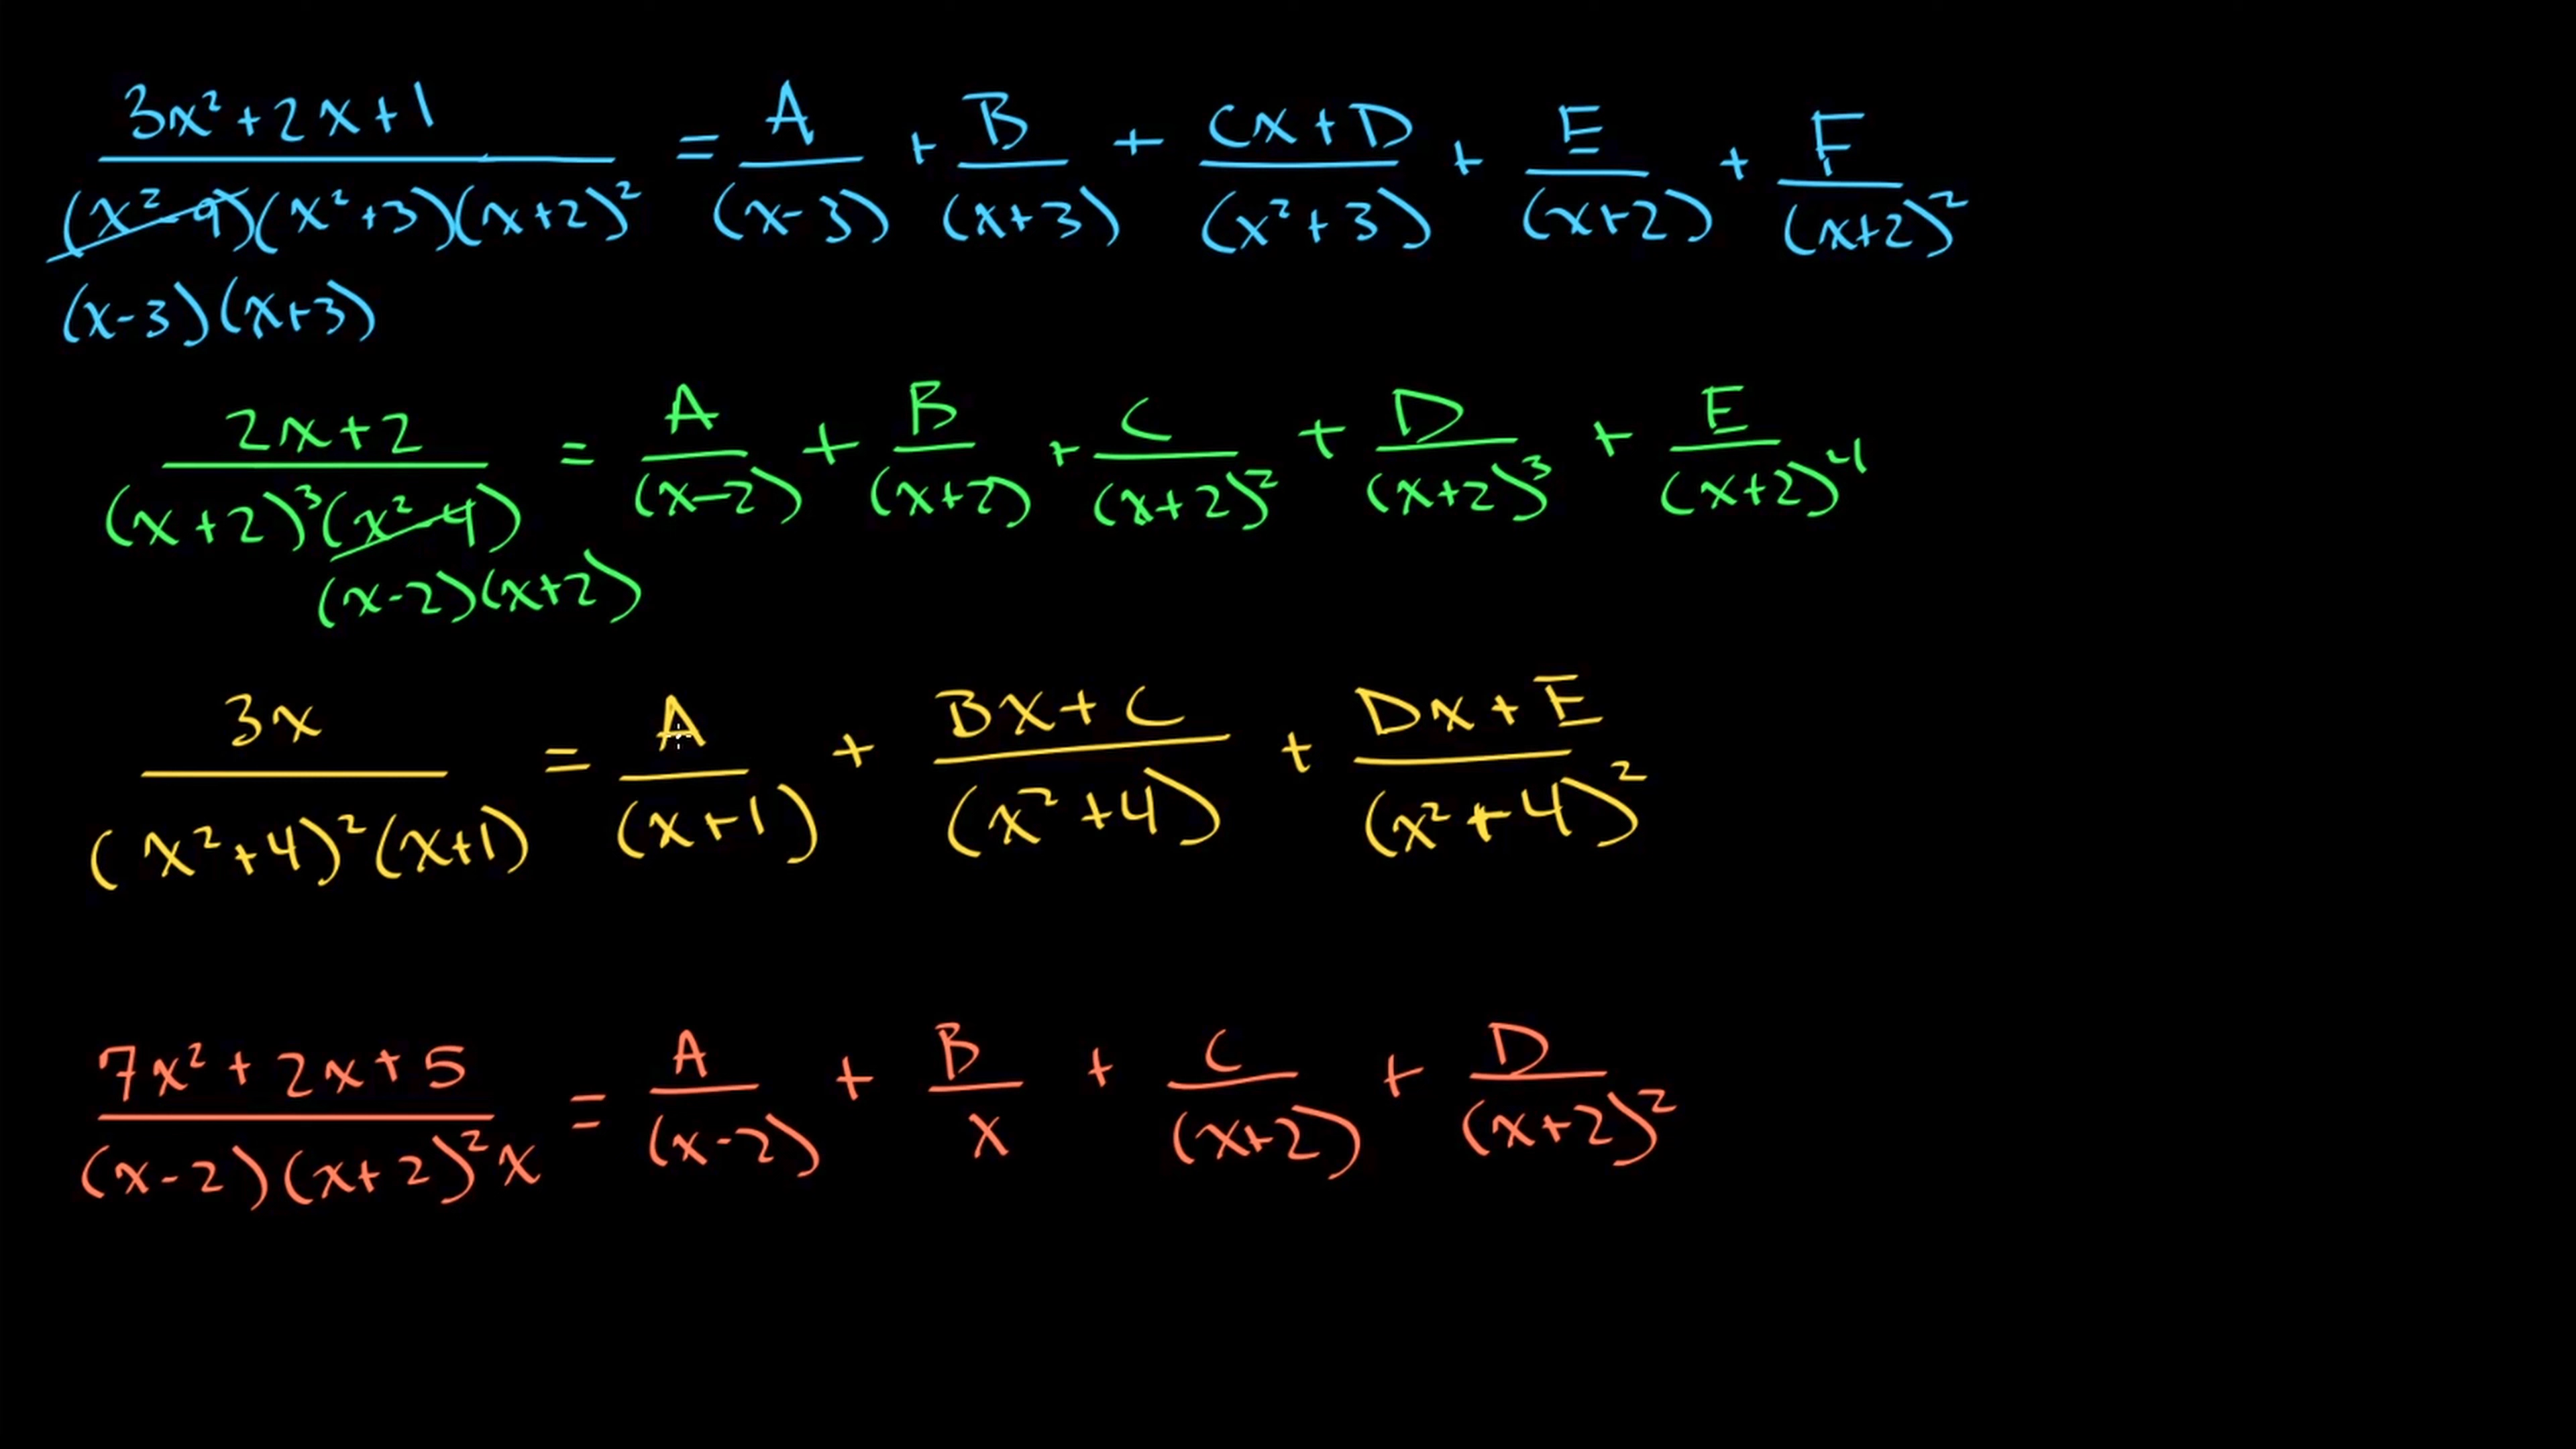 3x²+2x+1 / (x²-9)(x²+3)(x+2)² = A/(x-3) + B/(x+3) + Cx+D/(x²+3) + E/(x+2) + F/(x+2)²
(x-3)(x+3)
2x+2 / (x+2)³(x²-4) = A/(x-2) + B/(x+2) + C/(x+2)² + D/(x+2)³ + E/(x+2)⁴
(x-2)(x+2)
3x / (x²+4)²(x+1) = A/(x+1) + Bx+C/(x²+4) + Dx+E/(x²+4)²
7x²+2x+5 / (x-2)(x+2)²x = A/(x-2) + B/x + C/(x+2) + D/(x+2)²